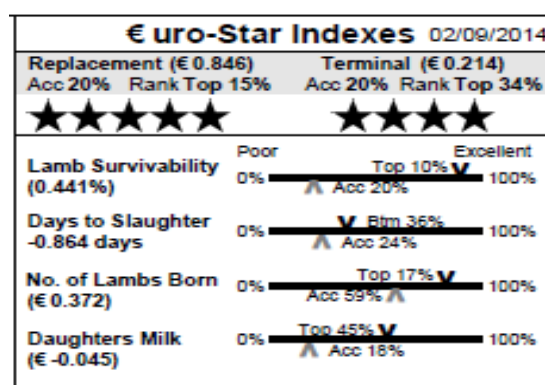 € uro-Star Indexes 02/09/2014
Replacement (€ 0.846) Terminal (€ 0.214)
Acc 20% Rank Top 15% Acc 20% Rank Top 34%
Poor Excellent
Lamb Survivability
(0.441%)
0% Top 10% Acc 20% 100%
Days to Slaughter
-0.864 days
0% Btm 36% Acc 24% 100%
No. of Lambs Born
(€ 0.372)
0% Top 17% Acc 59% 100%
Daughters Milk
(€ -0.045)
0% Top 45% Acc 18% 100%